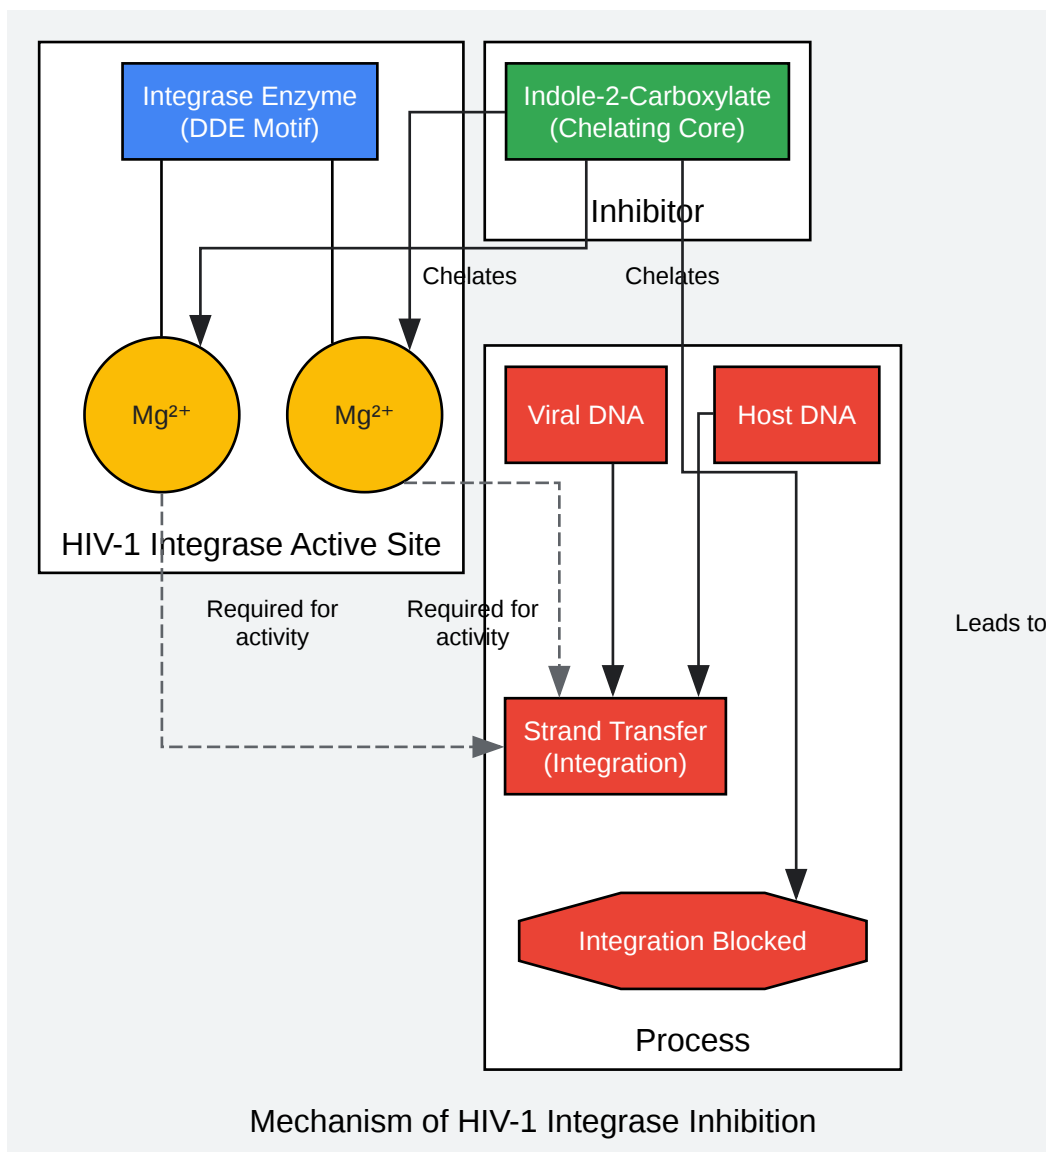 Integrase Enzyme
(DDE Motif)
Indole-2-Carboxylate
(Chelating Core)
Inhibitor
Chelates
Chelates
Mg²⁺
Mg²⁺
Viral DNA
Host DNA
HIV-1 Integrase Active Site
Required for
activity
Required for
activity
Leads to
Strand Transfer
(Integration)
Integration Blocked
Process
Mechanism of HIV-1 Integrase Inhibition